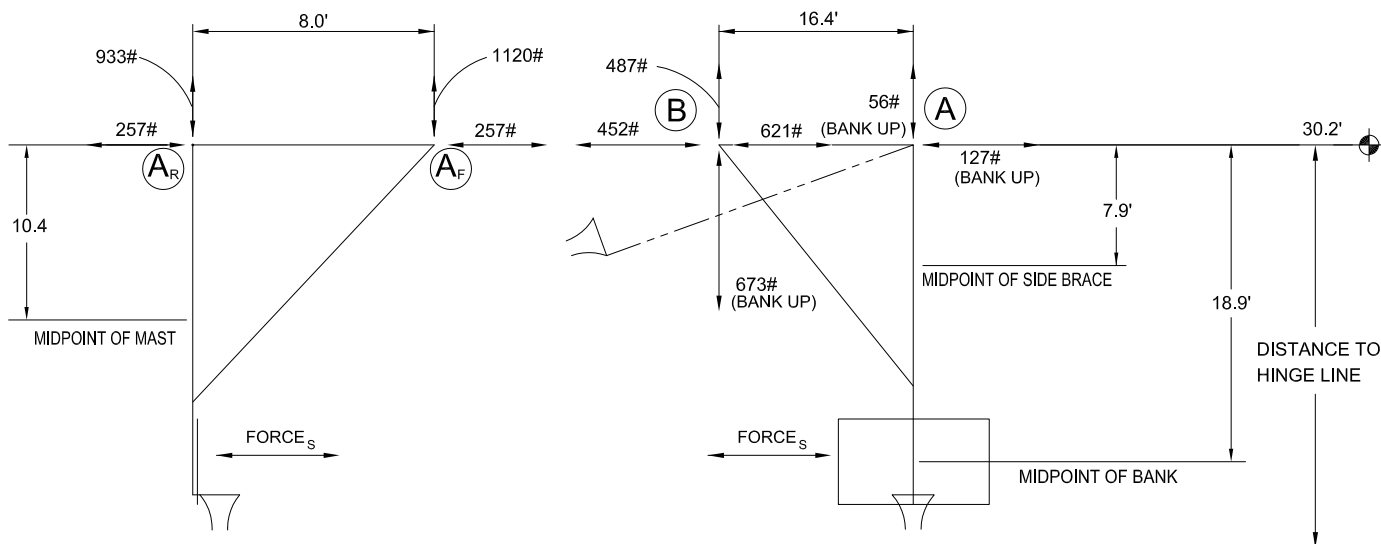 8.0'
933#
1120#
257#
A_R
A_F
257#
10.4
MIDPOINT OF MAST
FORCE_S
16.4'
487#
B
A
56#
(BANK UP)
452#
621#
127#
(BANK UP)
30.2'
7.9'
673#
(BANK UP)
MIDPOINT OF SIDE BRACE
18.9'
DISTANCE TO
HINGE LINE
FORCE_S
MIDPOINT OF BANK